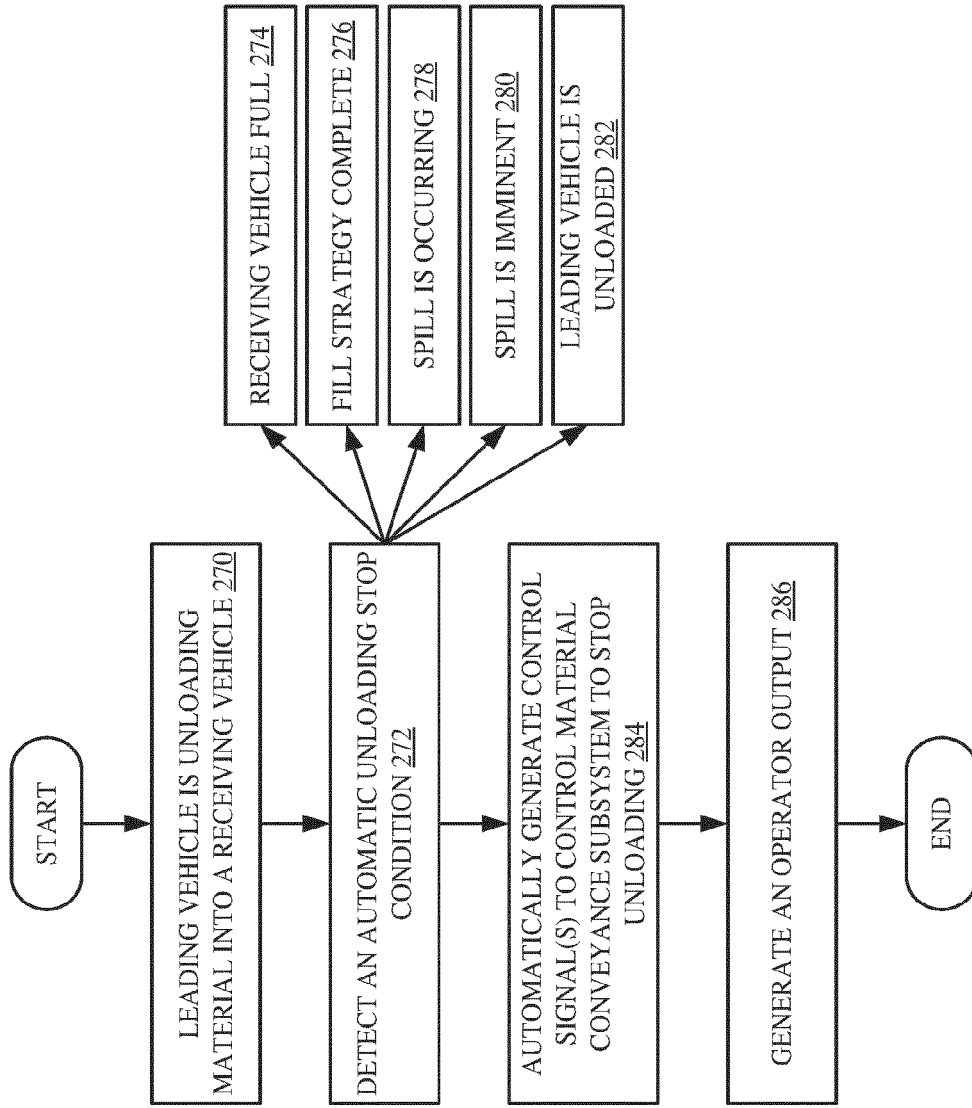 START
LEADING VEHICLE IS UNLOADING
MATERIAL INTO A RECEIVING VEHICLE 270
DETECT AN AUTOMATIC UNLOADING STOP
CONDITION 272
RECEIVING VEHICLE FULL 274
FILL STRATEGY COMPLETE 276
SPILL IS OCCURRING 278
SPILL IS IMMINENT 280
LEADING VEHICLE IS
UNLOADED 282
AUTOMATICALLY GENERATE CONTROL
SIGNAL(S) TO CONTROL MATERIAL
CONVEYANCE SUBSYSTEM TO STOP
UNLOADING 284
GENERATE AN OPERATOR OUTPUT 286
END